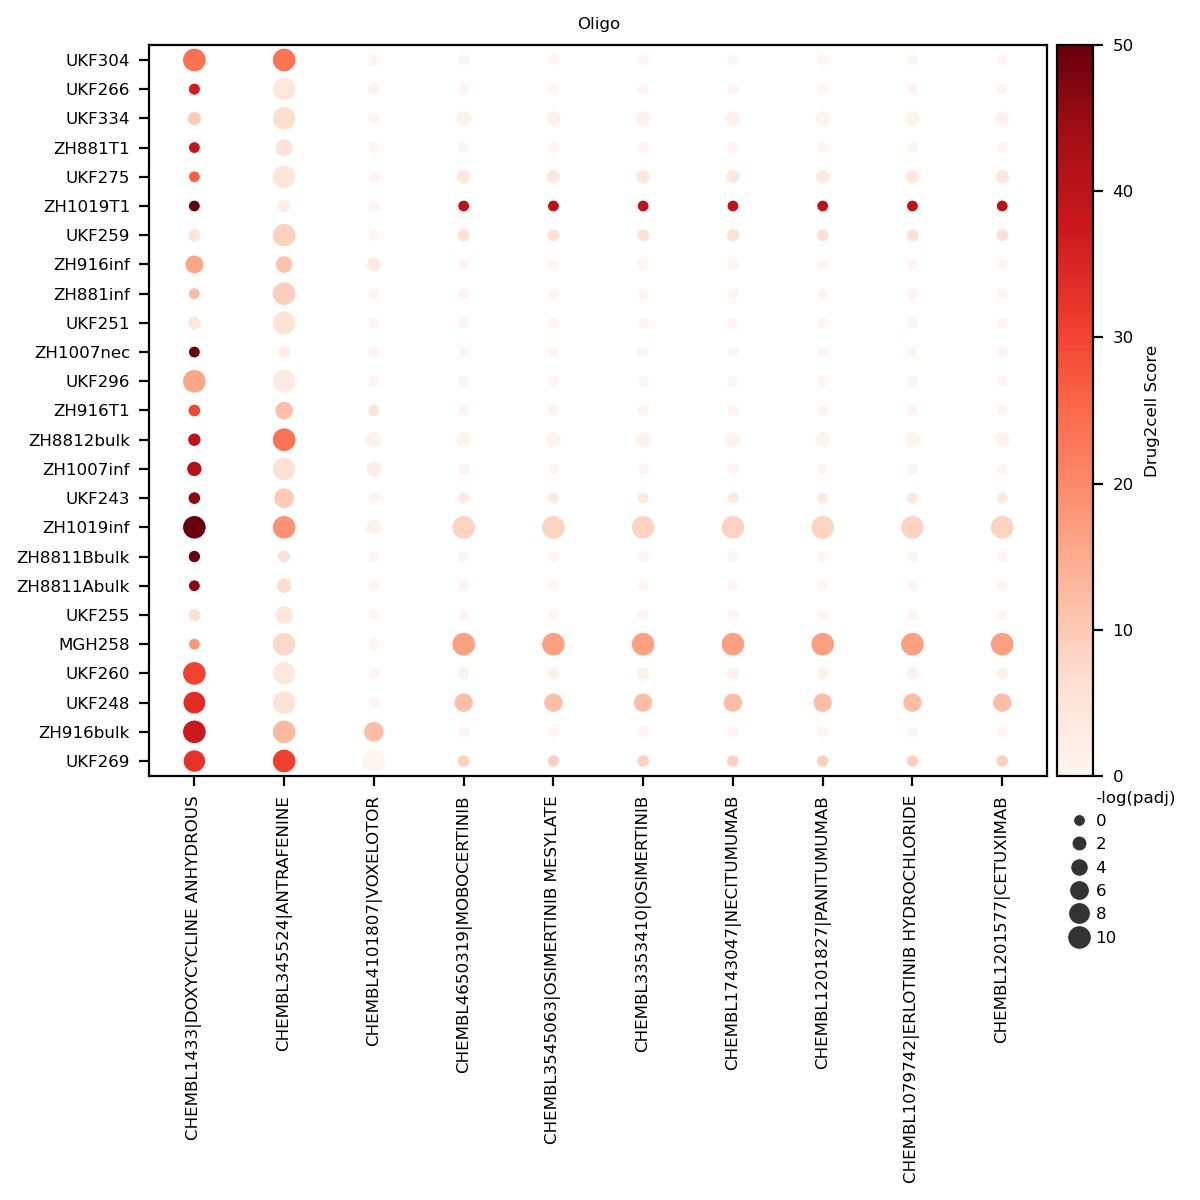 Oligo
UKF304
UKF266
UKF334
ZH881T1
UKF275
ZH1019T1
UKF259
ZH916inf
ZH881inf
UKF251
ZH1007nec
UKF296
ZH916T1
ZH8812bulk
ZH1007inf
UKF243
ZH1019inf
ZH8811Bbulk
ZH8811Abulk
UKF255
MGH258
UKF260
UKF248
ZH916bulk
UKF269
CHEMBL1433|DOXYCYCLINE ANHYDROUS
CHEMBL345524|ANTRAFENINE
CHEMBL4101807|VOXELOTOR
CHEMBL4650319|MOBOCERTINIB
CHEMBL3545063|OSIMERTINIB MESYLATE
CHEMBL3353410|OSIMERTINIB
CHEMBL1743047|NECITUMUMAB
CHEMBL1201827|PANITUMUMAB
CHEMBL1079742|ERLOTINIB HYDROCHLORIDE
CHEMBL1201577|CETUXIMAB
50
40
30
20
10
0
Drug2cell Score
-log(padj)
0
2
4
6
8
10